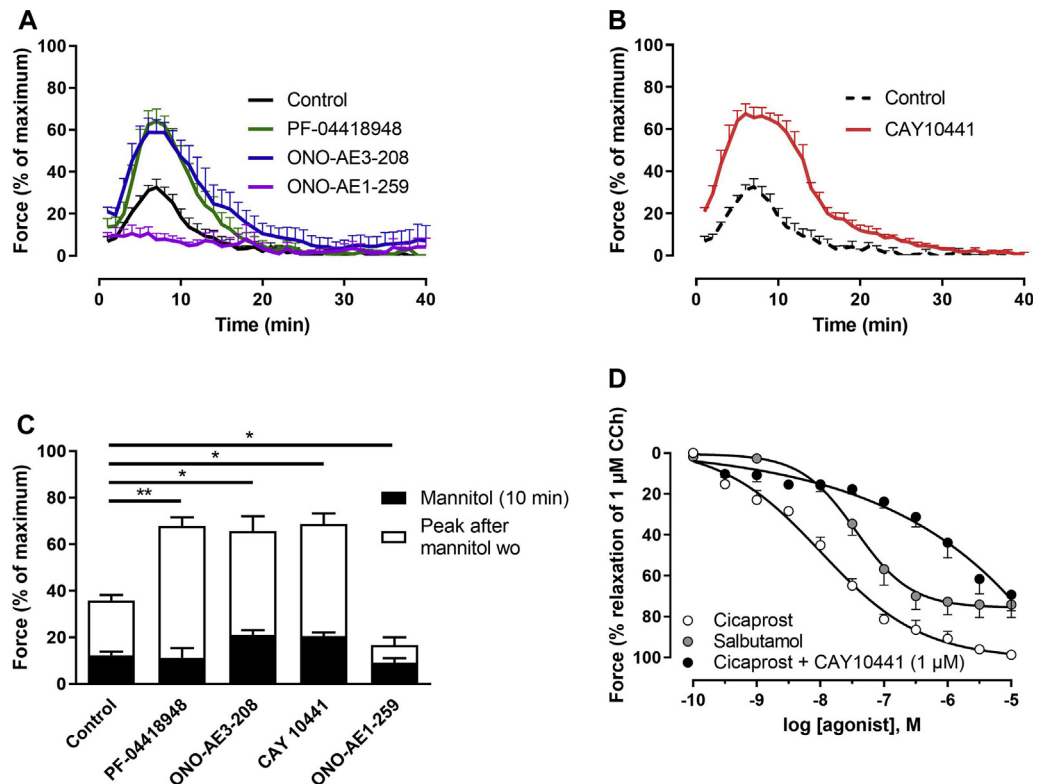 A
Force (% of maximum)
100
80
60
40
20
0
Control
PF-04418948
ONO-AE3-208
ONO-AE1-259
0 10 20 30 40
Time (min)
B
Force (% of maximum)
100
80
60
40
20
0
Control
CAY10441
0 10 20 30 40
Time (min)
C
Force (% of maximum)
100
80
60
40
20
0
*
*
*
**
Mannitol (10 min)
Peak after
mannitol wo
Control
PF-04418948
ONO-AE3-208
CAY 10441
ONO-AE1-259
D
Force (% relaxation of 1 µM CCh)
0
20
40
60
80
100
Cicaprost
Salbutamol
Cicaprost + CAY10441 (1 µM)
-10 -9 -8 -7 -6 -5
log [agonist], M